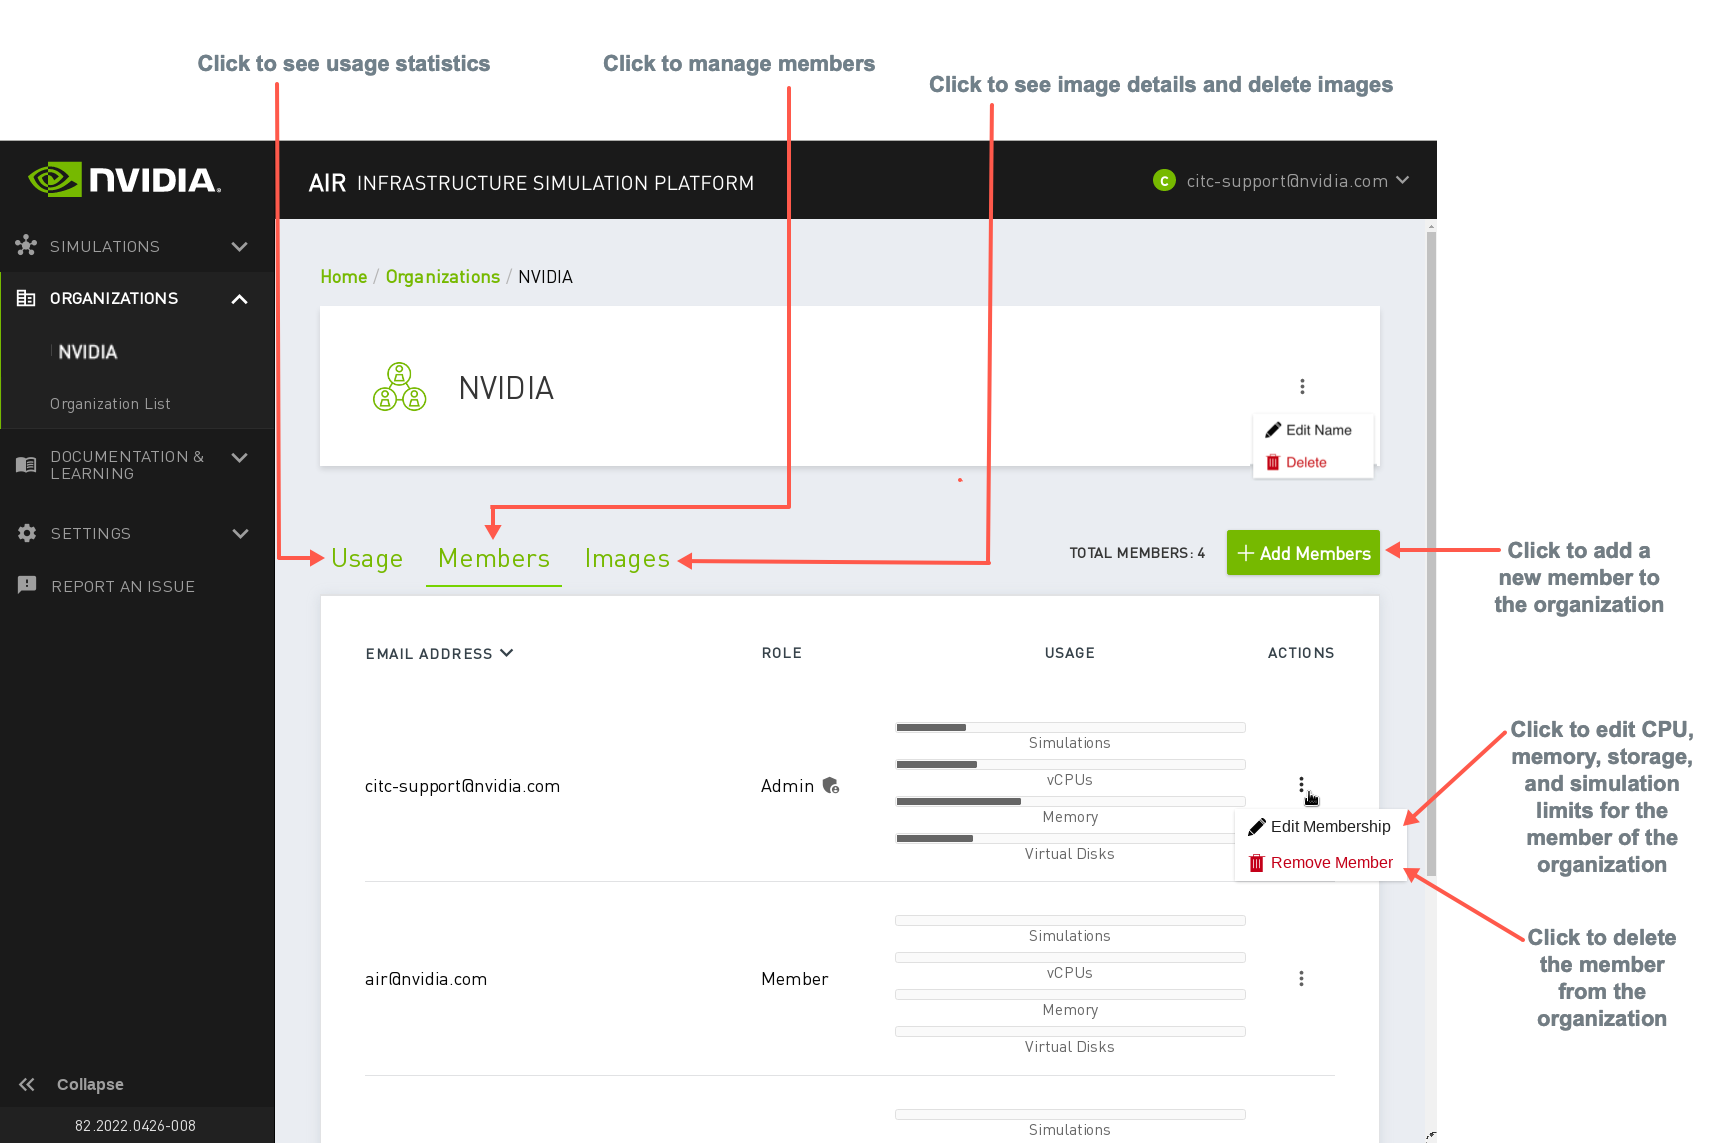 Click to see usage statistics
Click to manage members
Click to see image details and delete images
NVIDIA.
AIR INFRASTRUCTURE SIMULATION PLATFORM
C citc-support@nvidia.com
SIMULATIONS
ORGANIZATIONS
NVIDIA
Organization List
DOCUMENTATION &
LEARNING
SETTINGS
REPORT AN ISSUE
Collapse
82.2022.0426-008
Home / Organizations / NVIDIA
NVIDIA
Edit Name
Delete
Usage Members Images
TOTAL MEMBERS: 4
+ Add Members
Click to add a
new member to
the organization
EMAIL ADDRESS ROLE USAGE ACTIONS
citc-support@nvidia.com
Admin
Simulations
vCPUs
Memory
Virtual Disks
Edit Membership
Remove Member
Click to edit CPU,
memory, storage,
and simulation
limits for the
member of the
organization
Click to delete
the member
from the
organization
air@nvidia.com
Member
Simulations
vCPUs
Memory
Virtual Disks
Simulations